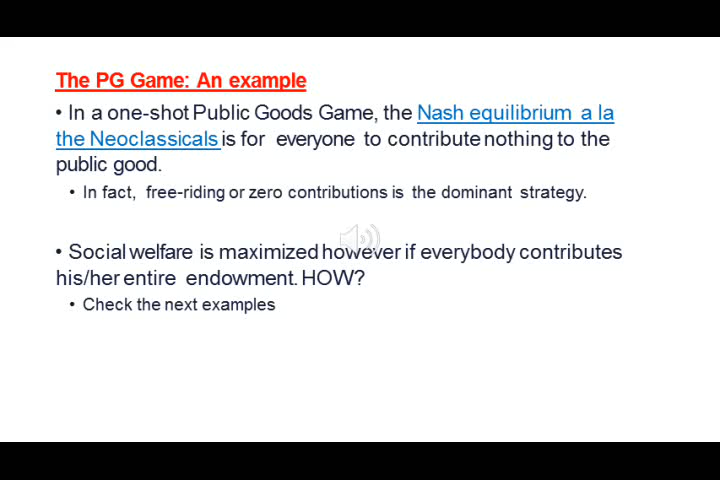 The PG Game: An example
• In a one-shot Public Goods Game, the Nash equilibrium a la
the Neoclassicals is for everyone to contribute nothing to the
public good.
• In fact, free-riding or zero contributions is the dominant strategy.
• Social welfare is maximized however if everybody contributes
his/her entire endowment. HOW?
• Check the next examples